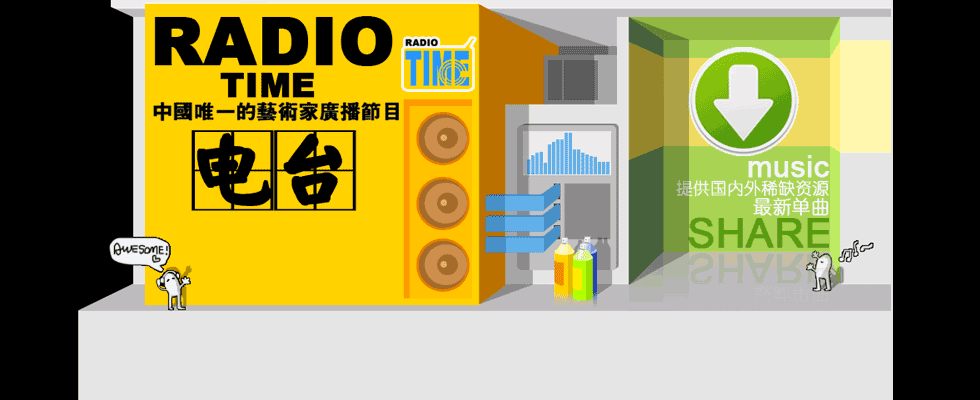 RADIO
TIME
中國唯一的藝術家廣播節目
电台
RADIO
TIME
AWESOME!
music
提供国内外稀缺资源
最新单曲
SHARE